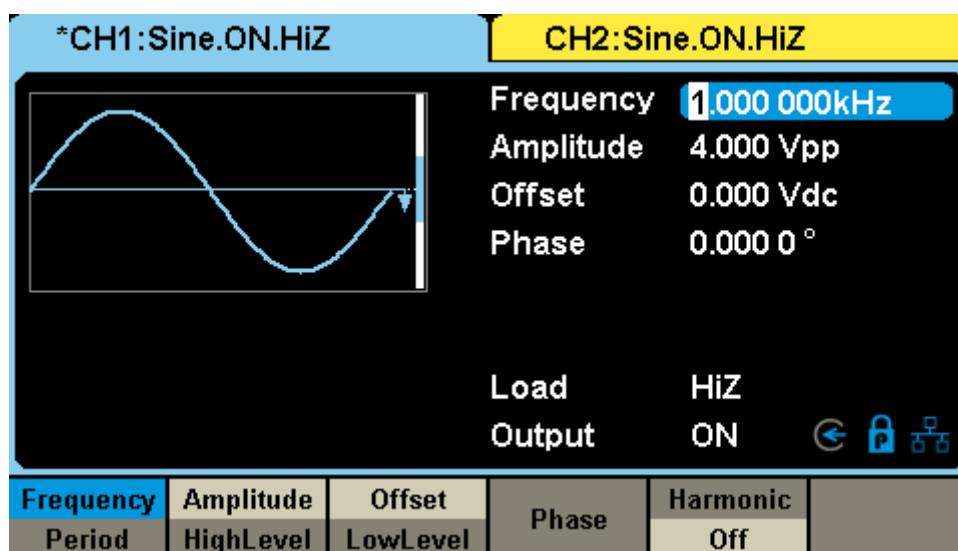 *CH1:Sine.ON.HiZ
CH2:Sine.ON.HiZ
Frequency 1.000 000kHz
Amplitude 4.000 Vpp
Offset 0.000 Vdc
Phase 0.000 0 °
Load HiZ
Output ON
Frequency Amplitude Offset Phase Harmonic
Period HighLevel LowLevel Off